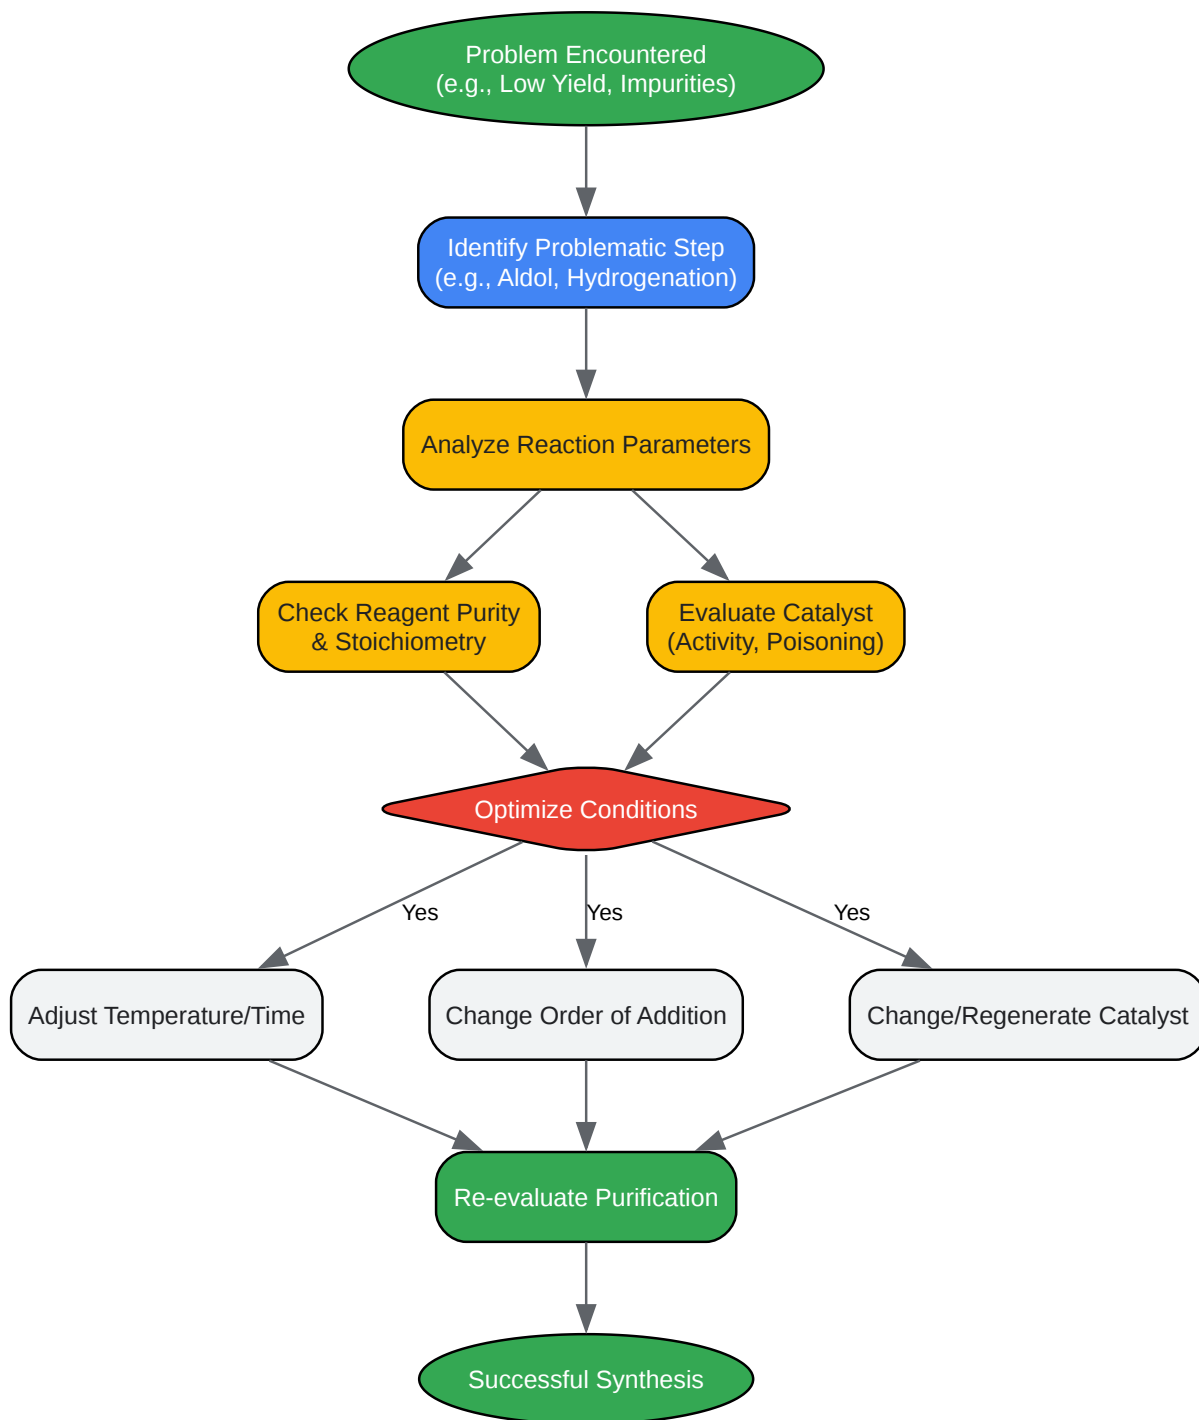 Problem Encountered
(e.g., Low Yield, Impurities)
Identify Problematic Step
(e.g., Aldol, Hydrogenation)
Analyze Reaction Parameters
Check Reagent Purity
& Stoichiometry
Evaluate Catalyst
(Activity, Poisoning)
Optimize Conditions
Yes
Yes
Yes
Adjust Temperature/Time
Change Order of Addition
Change/Regenerate Catalyst
Re-evaluate Purification
Successful Synthesis